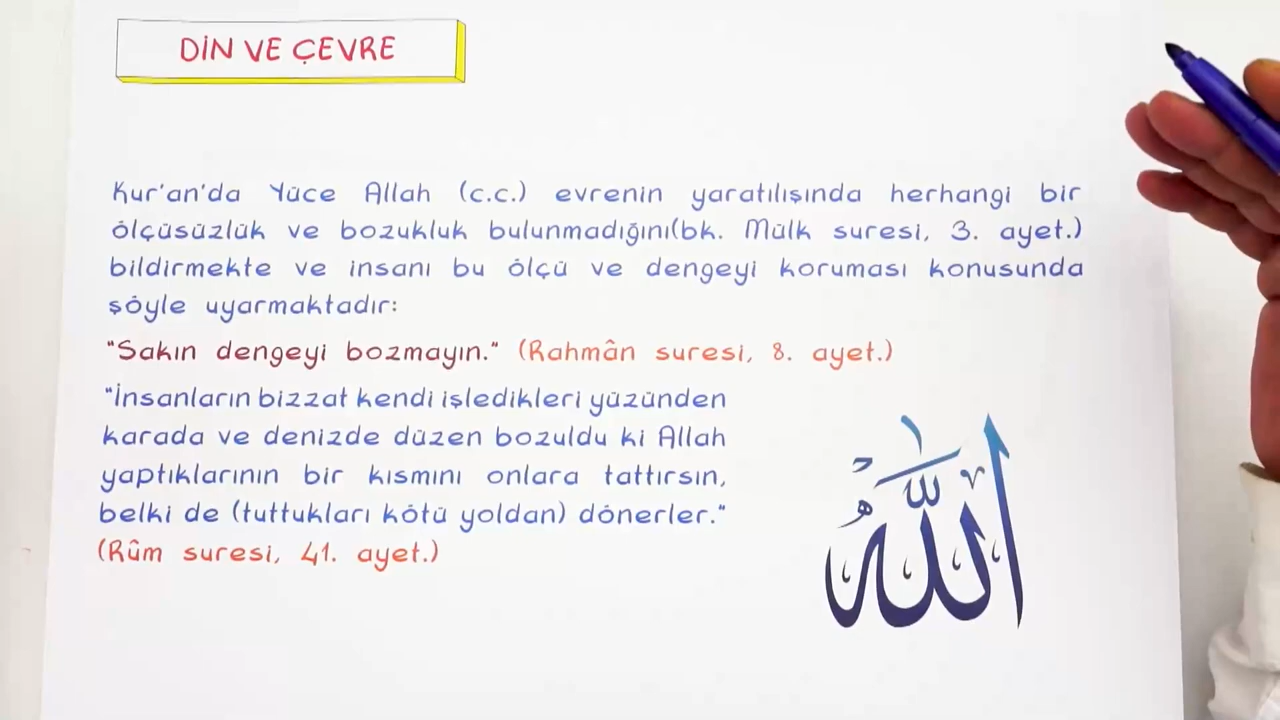 DİN VE ÇEVRE
Kur'an'da Yüce Allah (c.c.) evrenin yaratılışında herhangi bir
ölçüsüzlük ve bozukluk bulunmadığını(bk. Mülk suresi, 3. ayet.)
bildirmekte ve insanı bu ölçü ve dengeyi koruması konusunda
şöyle uyarmaktadır:
"Sakın dengeyi bozmayın." (Rahmân suresi, 8. ayet.)
"İnsanların bizzat kendi işledikleri yüzünden
karada ve denizde düzen bozuldu ki Allah
yaptıklarının bir kısmını onlara tattırsın,
belki de (tuttukları kötü yoldan) dönerler."
(Rûm suresi, 41. ayet.)
الله